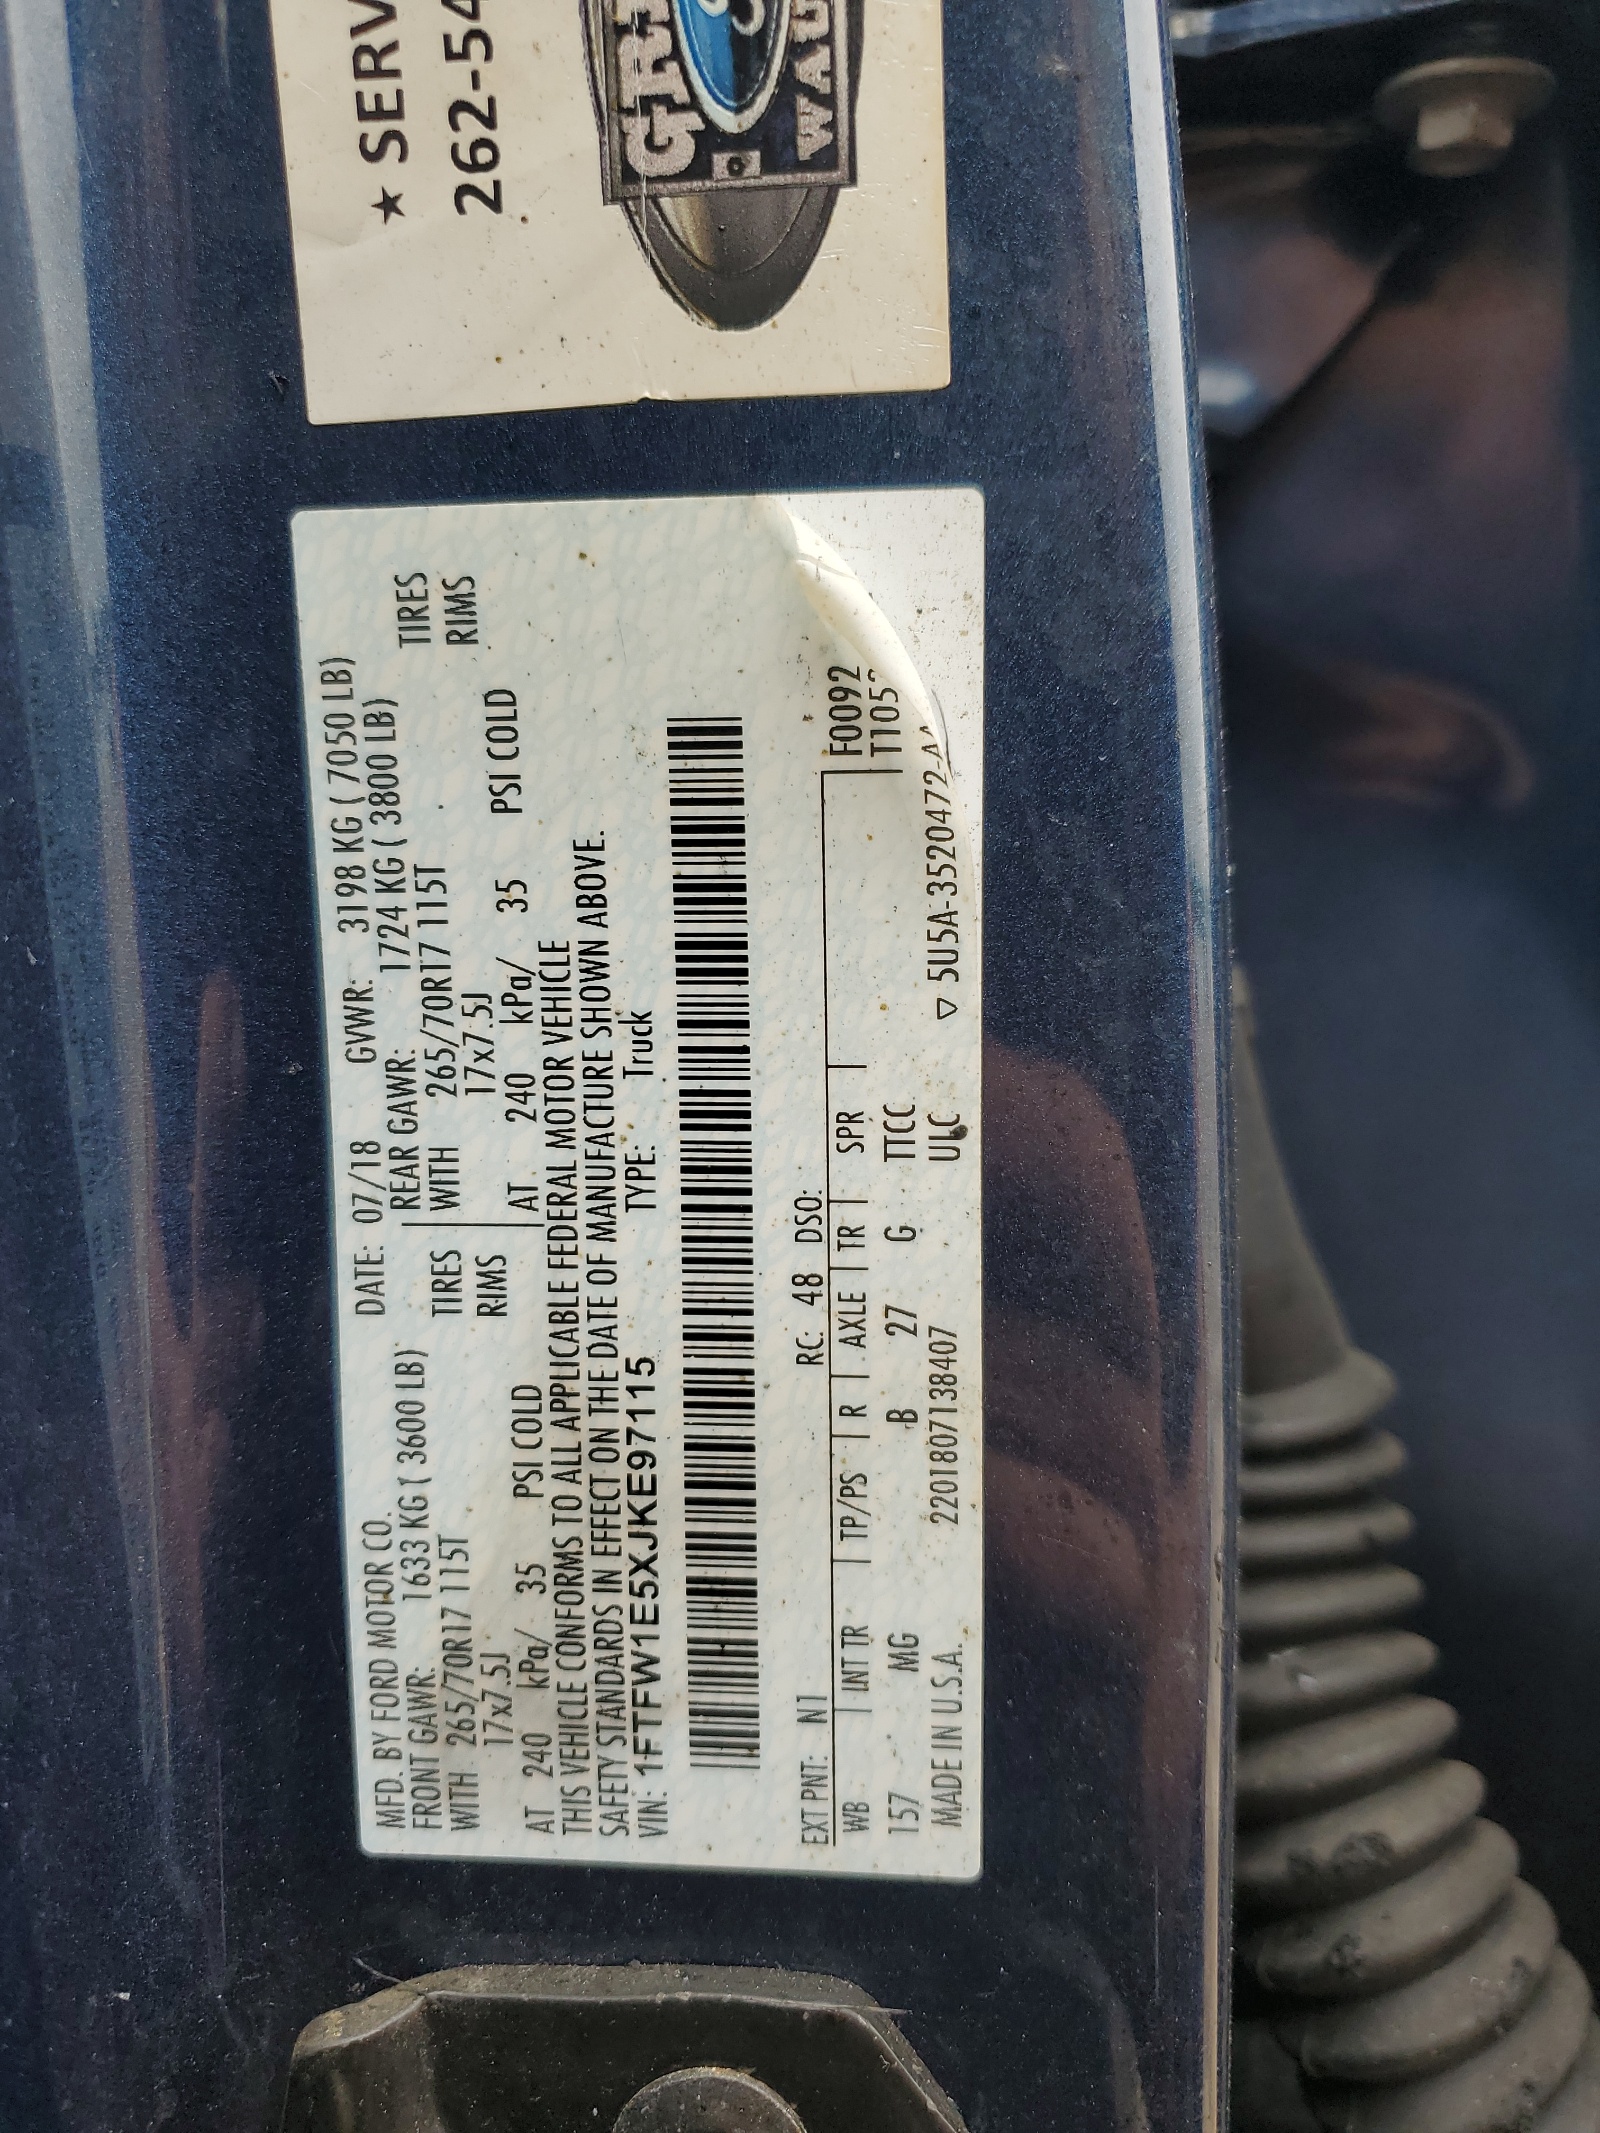 MFD. BY FORD MOTOR CO. DATE: 07/18 GVWR: 3198 KG ( 7050 LB)
FRONT GAWR: 1633 KG ( 3600 LB) REAR GAWR: 1724 KG ( 3800 LB)
WITH 265/70R17 115T TIRES WITH 265/70R17 115T TIRES
17x7.5J RIMS 17x7.5J RIMS
AT 240 kPa/ 35 PSI COLD AT 240 kPa/ 35 PSI COLD
THIS VEHICLE CONFORMS TO ALL APPLICABLE FEDERAL MOTOR VEHICLE
SAFETY STANDARDS IN EFFECT ON THE DATE OF MANUFACTURE SHOWN ABOVE.
VIN: 1FTFW1E5XJKE97115 TYPE: Truck
EXT PNT: N1 RC: 48 DSO: F0092
WB INT TR TP/PS R AXLE TR SPR
157 MG B 27 G TTCC
MADE IN U.S.A. 2201807138407 ULC 5U5A-3520472-
★ SERV
262-54